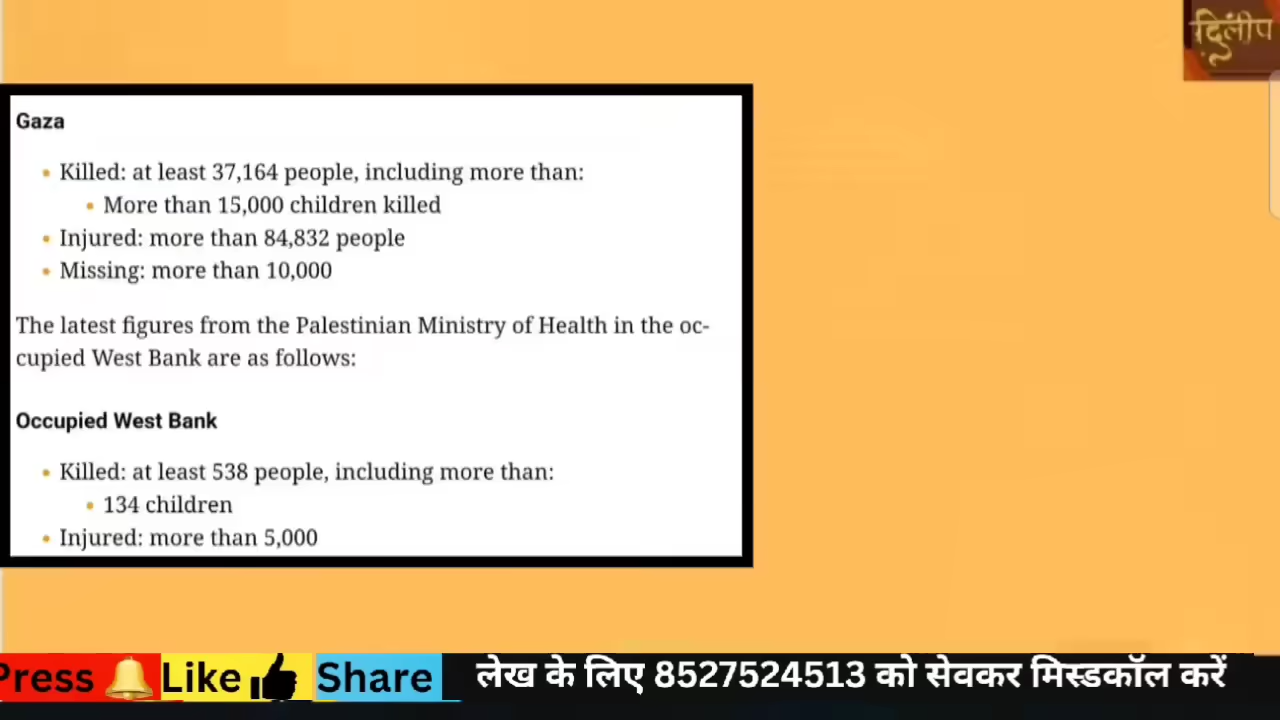 दिलीप
Gaza
• Killed: at least 37,164 people, including more than:
• More than 15,000 children killed
• Injured: more than 84,832 people
• Missing: more than 10,000
The latest figures from the Palestinian Ministry of Health in the oc-
cupied West Bank are as follows:
Occupied West Bank
• Killed: at least 538 people, including more than:
• 134 children
• Injured: more than 5,000
Press Like Share लेख के लिए 8527524513 को सेवकर मिस्डकॉल करें